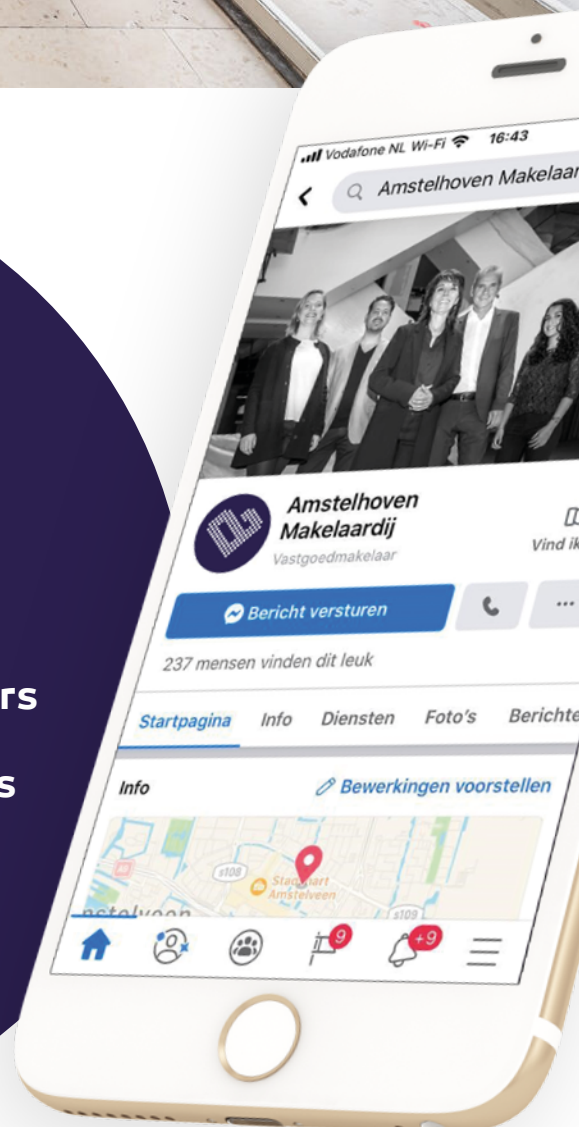 Vodafone NL Wi-Fi 16:43
Amstelhoven Makelaar
Amstelhoven
Makelaardij
Vastgoedmakelaar
Vind ik
Bericht versturen
237 mensen vinden dit leuk
rs
s
Startpagina Info Diensten Foto's Berichte
Info Bewerkingen voorstellen
s108
Stadshart
Amstelveen
s109
nstelveen
9 +9